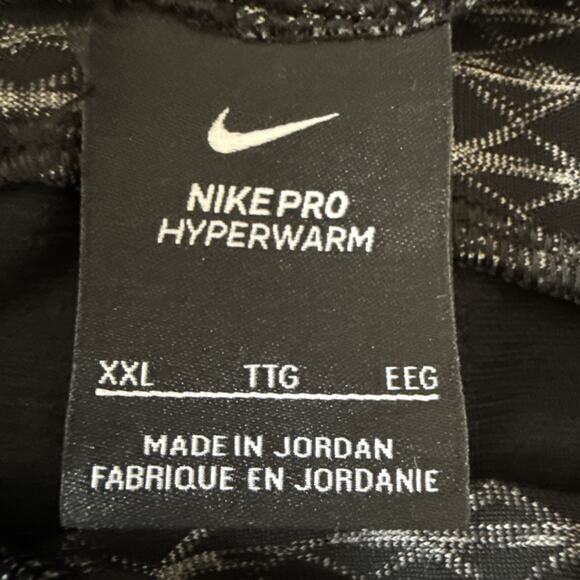 NIKE PRO
HYPERWARM
XXL TTG EEG
MADE IN JORDAN
FABRIQUE EN JORDANIE